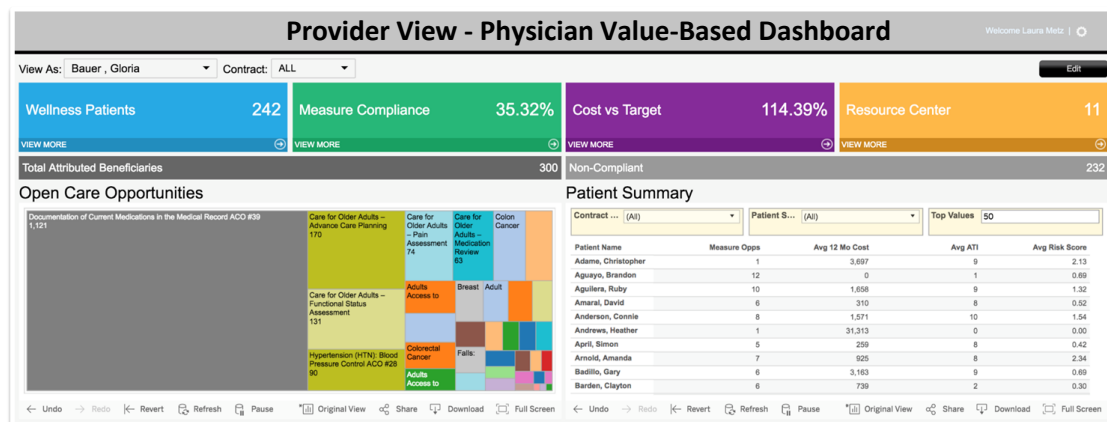 Provider View - Physician Value-Based Dashboard
Welcome Laura Metz |
View As: Bauer , Gloria Contract: ALL Edit
Wellness Patients 242
VIEW MORE
Measure Compliance 35.32%
VIEW MORE
Cost vs Target 114.39%
VIEW MORE
Resource Center 11
VIEW MORE
Total Attributed Beneficiaries 300
Non-Compliant 232
Open Care Opportunities
Documentation of Current Medications in the Medical Record ACO #39
1,121
Care for Older Adults –
Advance Care Planning
170
Care for Older Adults –
Functional Status
Assessment
131
Hypertension (HTN): Blood
Pressure Control ACO #28
90
Care for
Older Adults
– Pain
Assessment
74
Care for
Older
Adults –
Medication
Review
63
Colon
Cancer
Adults
Access to
Breast
Adult
Colorectal
Cancer
Falls:
Adults
Access to
Undo Redo Revert Refresh Pause Original View Share Download Full Screen
Patient Summary
Contract ... (All) Patient S... (All) Top Values 50
Patient Name Measure Opps Avg 12 Mo Cost Avg ATI Avg Risk Score
Adame, Christopher 1 3,697 9 2.13
Aguayo, Brandon 12 0 1 0.69
Aguilera, Ruby 10 1,658 9 1.32
Amaral, David 6 310 8 0.52
Anderson, Connie 8 1,571 10 1.54
Andrews, Heather 1 31,313 0 0.00
April, Simon 5 259 8 0.42
Arnold, Amanda 7 925 8 2.34
Badillo, Gary 6 3,163 9 0.69
Barden, Clayton 6 739 2 0.30
Undo Redo Revert Refresh Pause Original View Share Download Full Screen